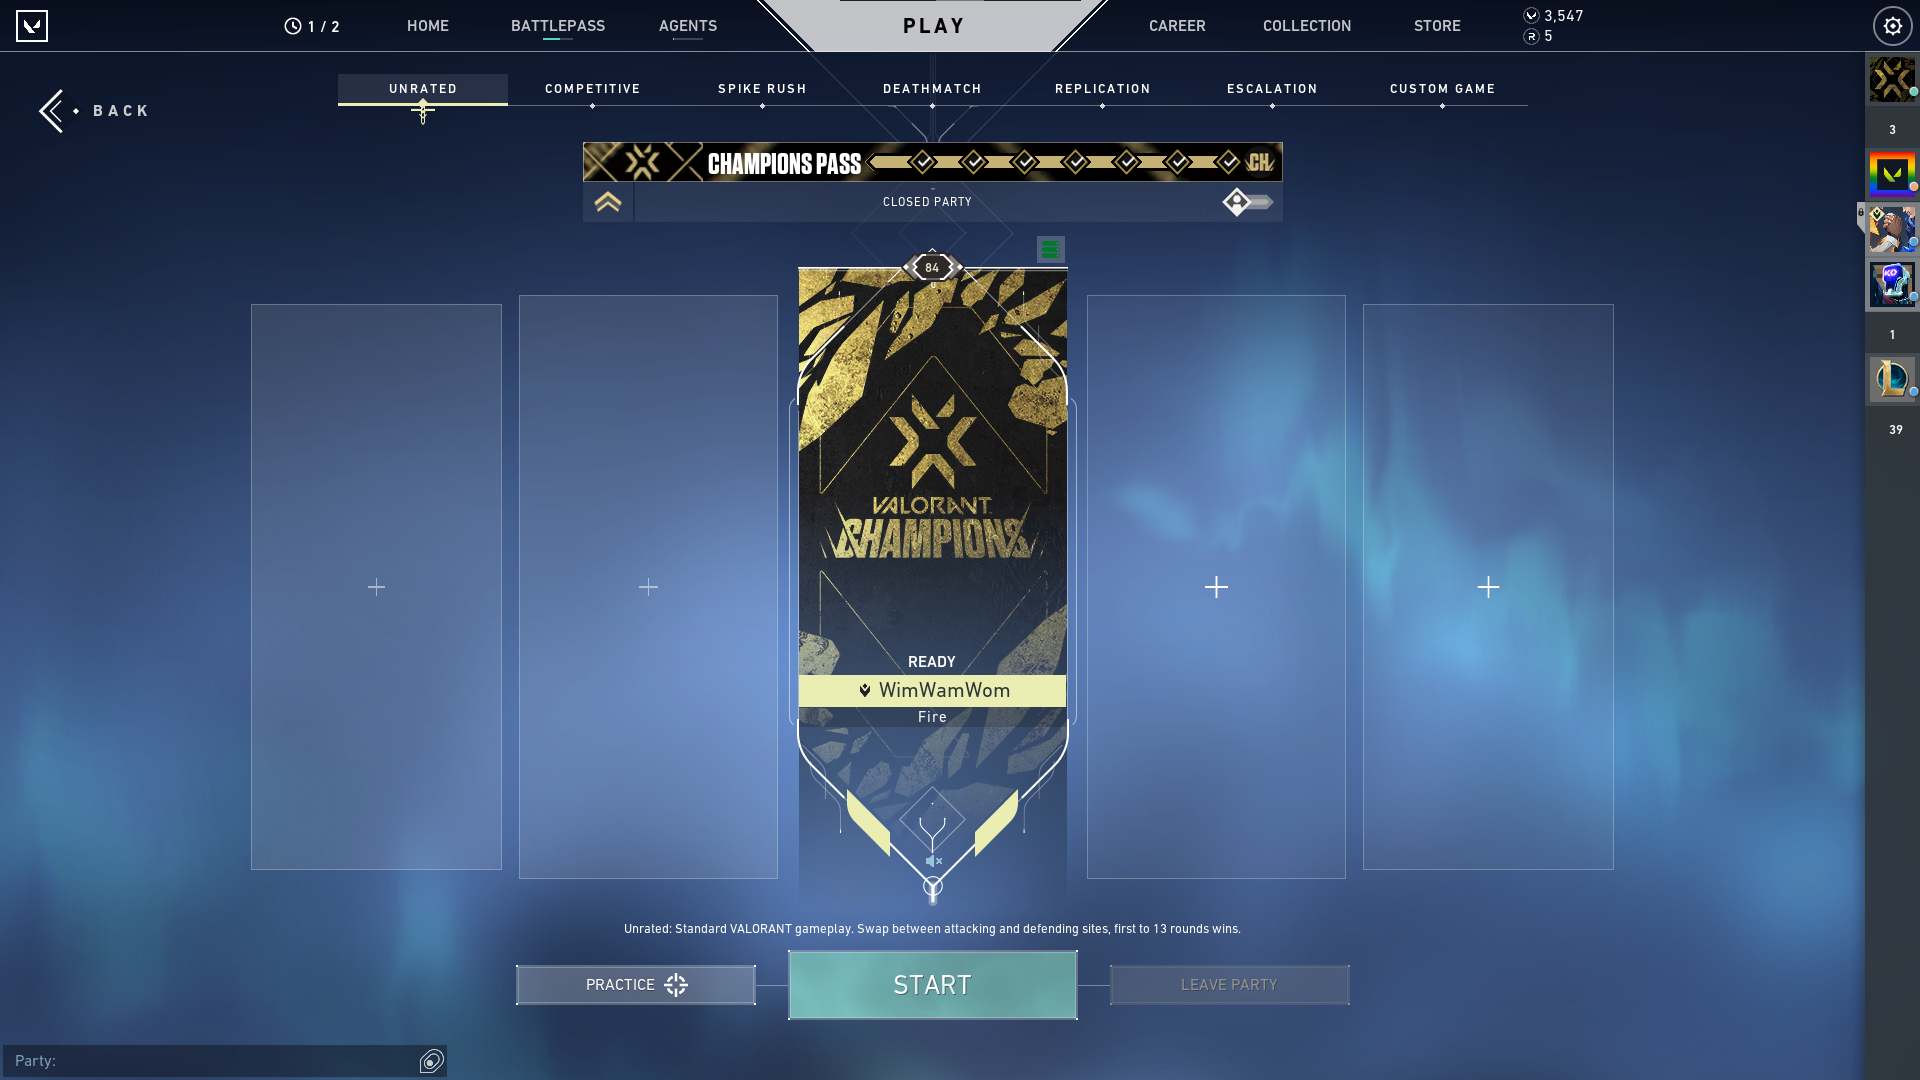 1 / 2
HOME
BATTLEPASS
AGENTS
PLAY
CAREER
COLLECTION
STORE
3,547
5
BACK
UNRATED
COMPETITIVE
SPIKE RUSH
DEATHMATCH
REPLICATION
ESCALATION
CUSTOM GAME
CHAMPIONS PASS
CH.
CLOSED PARTY
84
VALORANT
CHAMPIONS
READY
WimWamWom
Fire
3
1
39
Unrated: Standard VALORANT gameplay. Swap between attacking and defending sites, first to 13 rounds wins.
PRACTICE
START
LEAVE PARTY
Party: